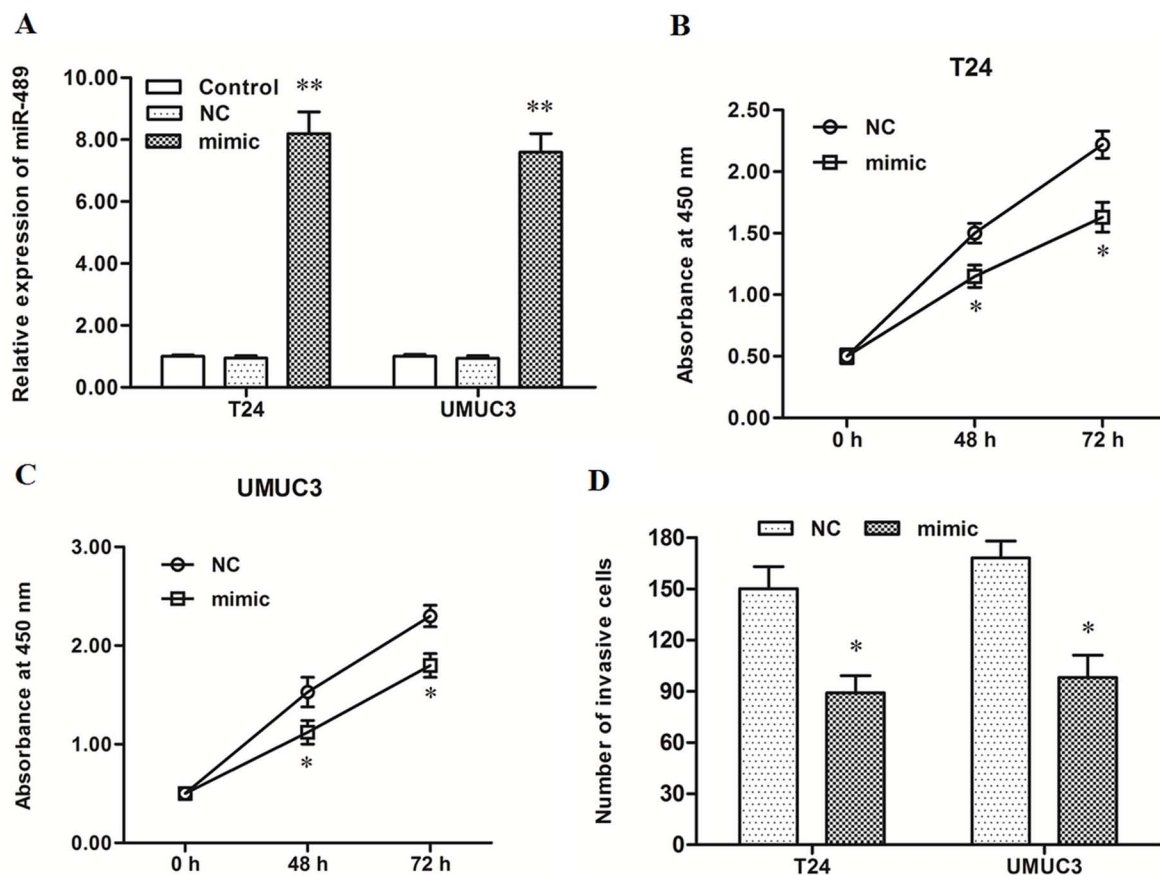 A
Relative expression of miR-489
10.00
8.00
6.00
4.00
2.00
0.00
Control
NC
mimic
**
**
T24
UMUC3
B
T24
Absorbance at 450 nm
2.50
2.00
1.50
1.00
0.50
0.00
NC
mimic
*
*
0 h
48 h
72 h
C
UMUC3
Absorbance at 450 nm
3.00
2.00
1.00
0.00
NC
mimic
*
*
0 h
48 h
72 h
D
Number of invasive cells
180
150
120
90
60
30
0
NC
mimic
*
*
T24
UMUC3